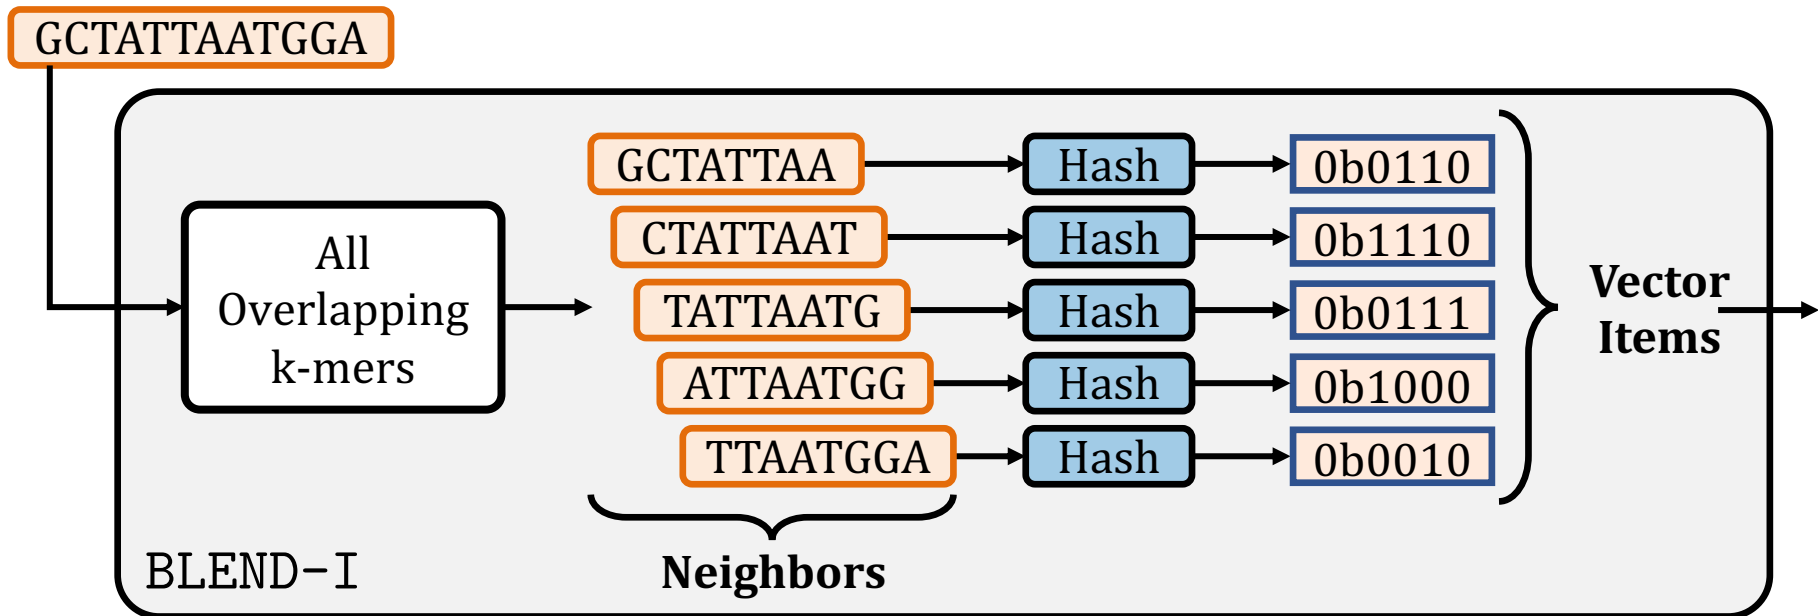 GCTATTAATGGA
All
Overlapping
k-mers
GCTATTAA Hash 0b0110
CTATTAAT Hash 0b1110
TATTAATG Hash 0b0111
ATTAATGG Hash 0b1000
TTAATGGA Hash 0b0010
Vector
Items
Neighbors
BLEND-I